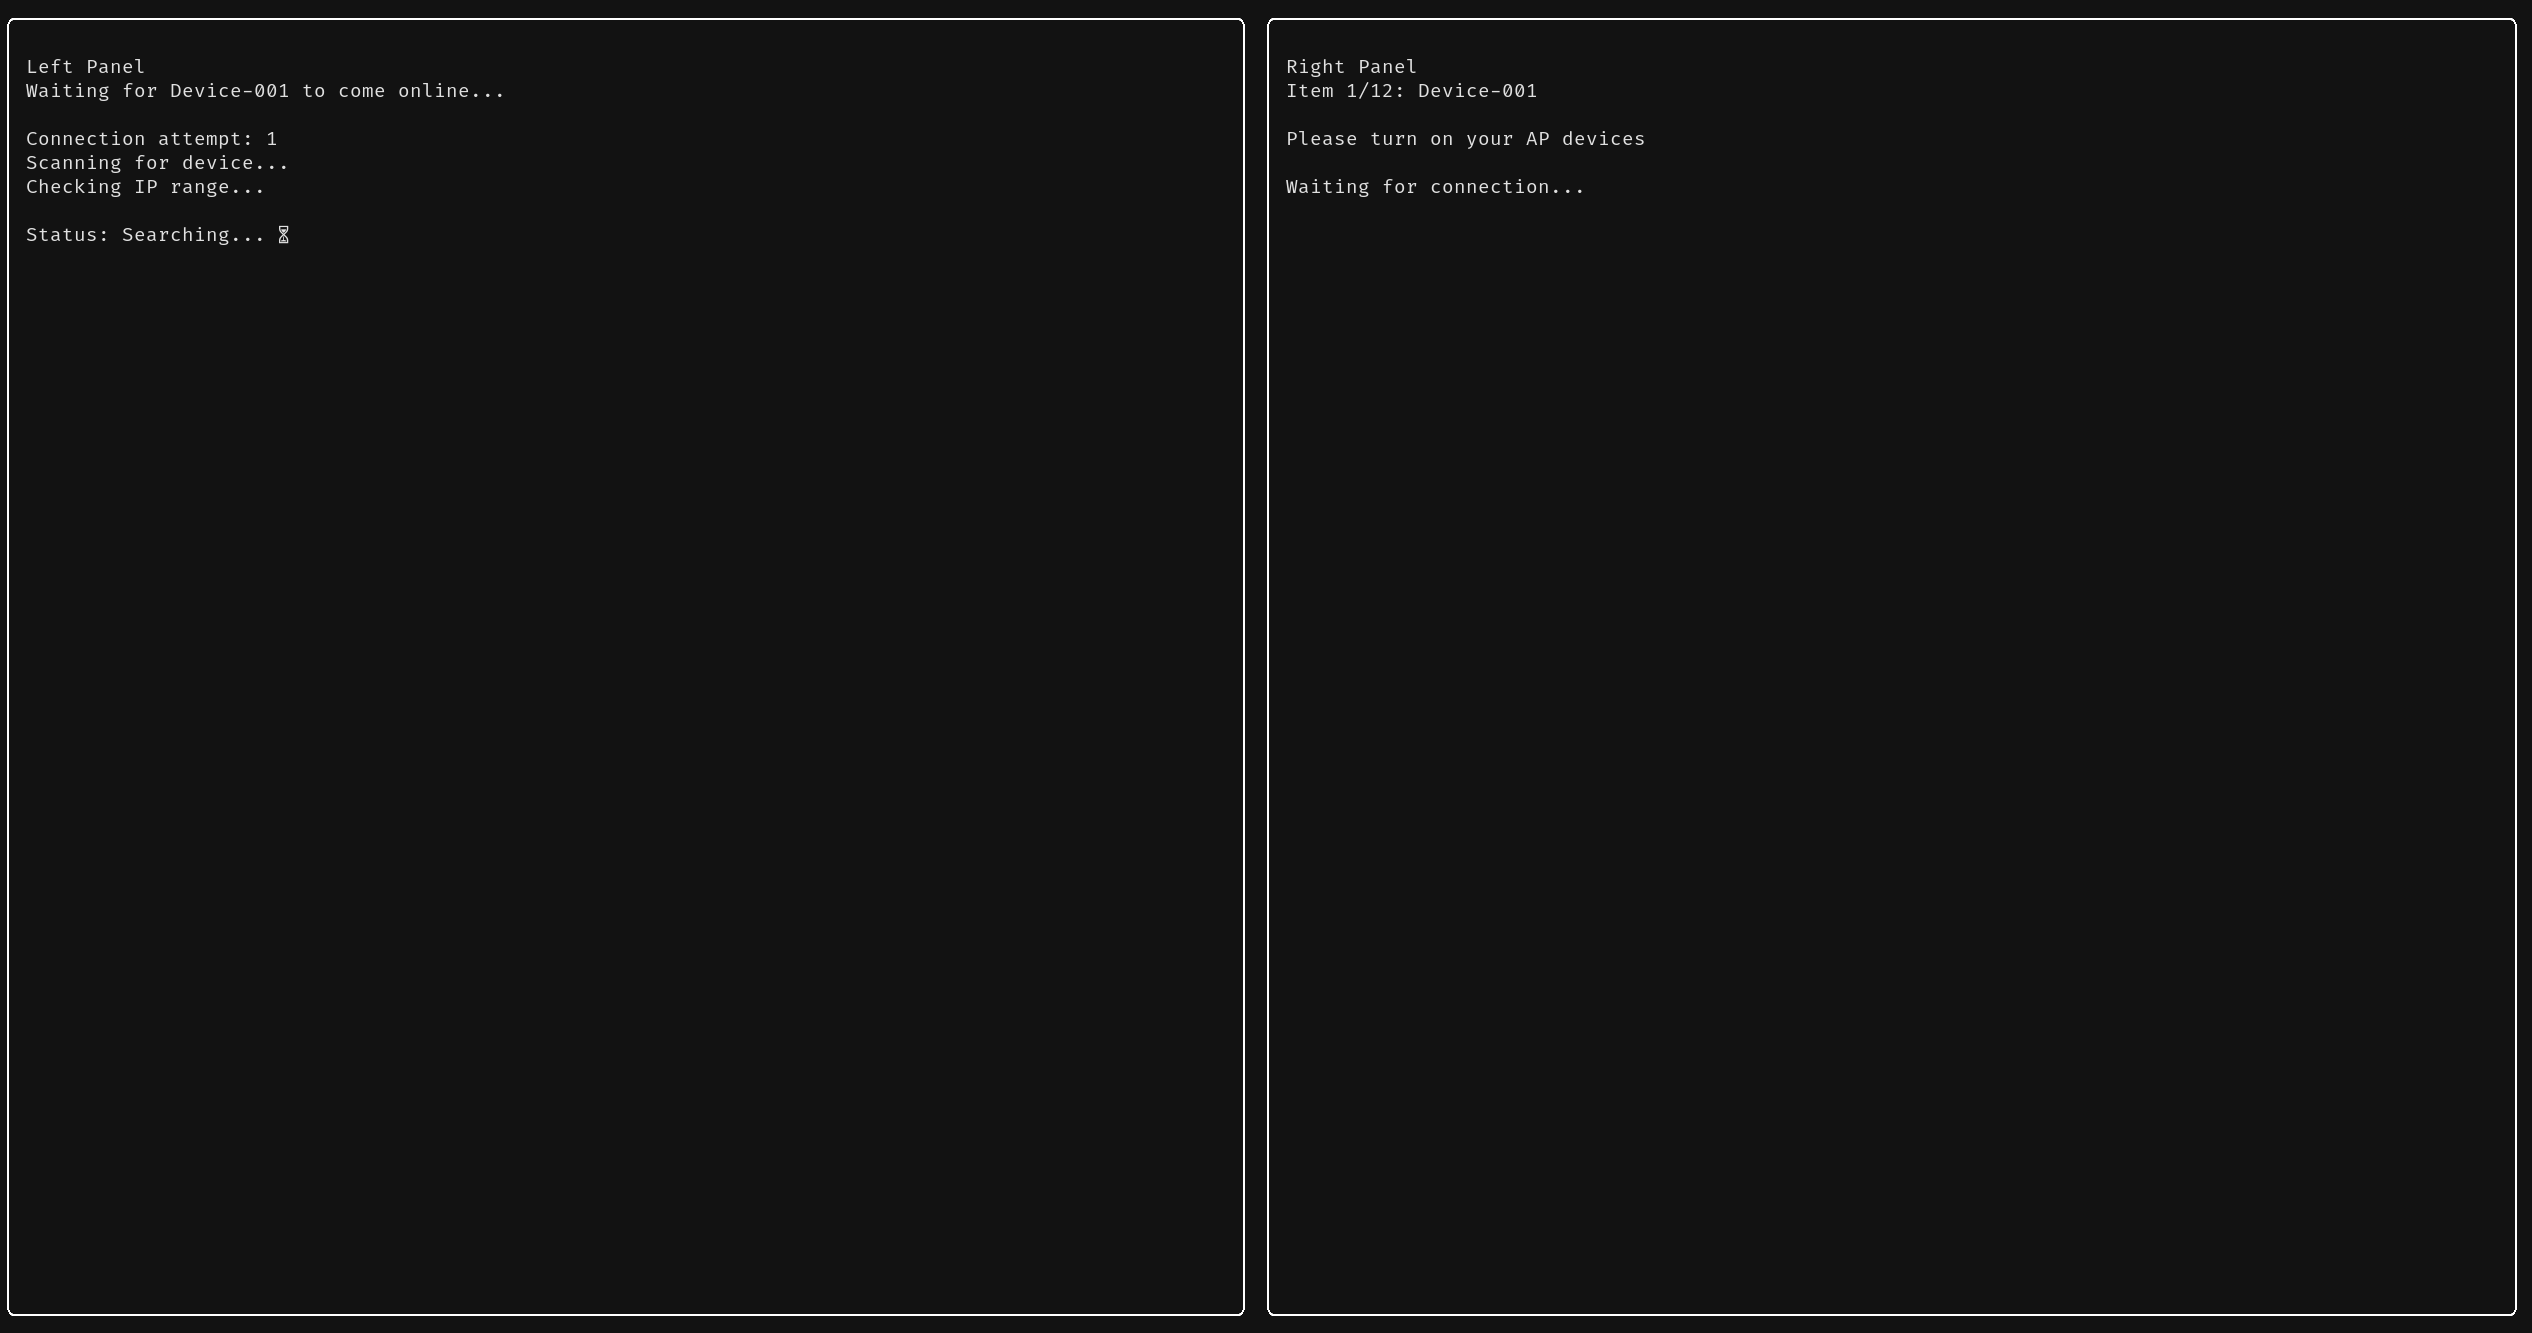 Left Panel
Waiting for Device-001 to come online...
Connection attempt: 1
Scanning for device...
Checking IP range...
Status: Searching... ⏳
Right Panel
Item 1/12: Device-001
Please turn on your AP devices
Waiting for connection...